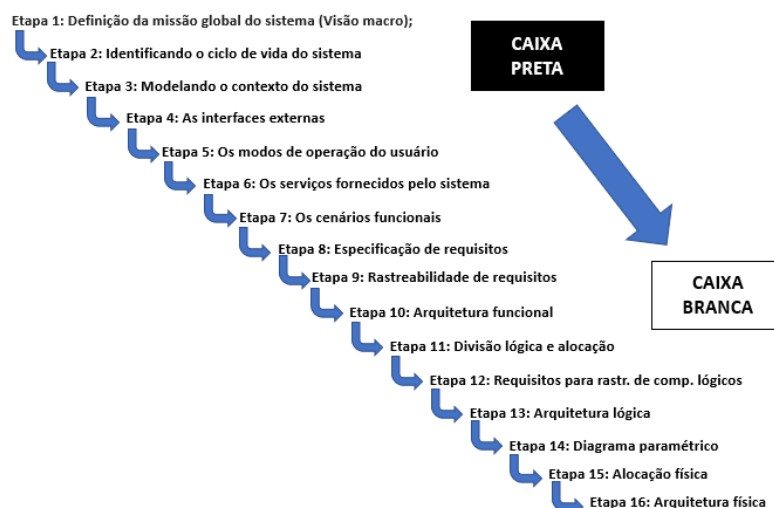 Etapa 1: Definição da missão global do sistema (Visão macro);
Etapa 2: Identificando o ciclo de vida do sistema
Etapa 3: Modelando o contexto do sistema
Etapa 4: As interfaces externas
Etapa 5: Os modos de operação do usuário
Etapa 6: Os serviços fornecidos pelo sistema
Etapa 7: Os cenários funcionais
Etapa 8: Especificação de requisitos
Etapa 9: Rastreabilidade de requisitos
Etapa 10: Arquitetura funcional
Etapa 11: Divisão lógica e alocação
Etapa 12: Requisitos para rastr. de comp. lógicos
Etapa 13: Arquitetura lógica
Etapa 14: Diagrama paramétrico
Etapa 15: Alocação física
Etapa 16: Arquitetura física
CAIXA
PRETA
CAIXA
BRANCA